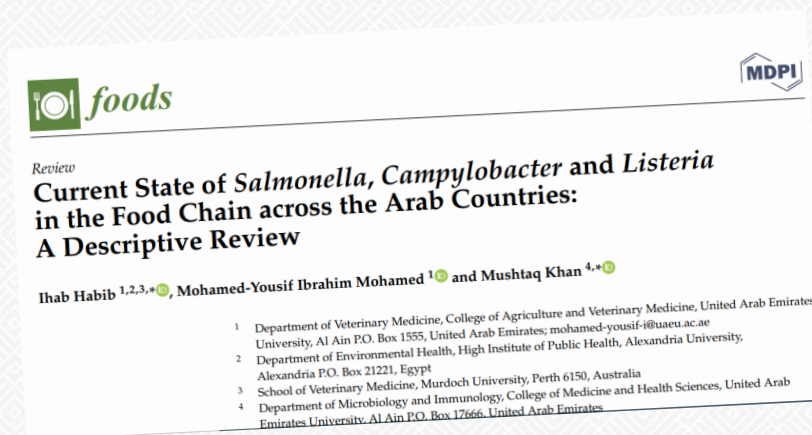 foods
MDPI
Review
Current State of Salmonella, Campylobacter and Listeria
in the Food Chain across the Arab Countries:
A Descriptive Review
Ihab Habib 1,2,3,*, Mohamed-Yousif Ibrahim Mohamed 1 and Mushtaq Khan 4,*
1 Department of Veterinary Medicine, College of Agriculture and Veterinary Medicine, United Arab Emirates
University, Al Ain P.O. Box 1555, United Arab Emirates; mohamed-yousif-i@uaeu.ac.ae
2 Department of Environmental Health, High Institute of Public Health, Alexandria University,
Alexandria P.O. Box 21221, Egypt
3 School of Veterinary Medicine, Murdoch University, Perth 6150, Australia
4 Department of Microbiology and Immunology, College of Medicine and Health Sciences, United Arab
Emirates University, Al Ain P.O. Box 17666, United Arab Emirates